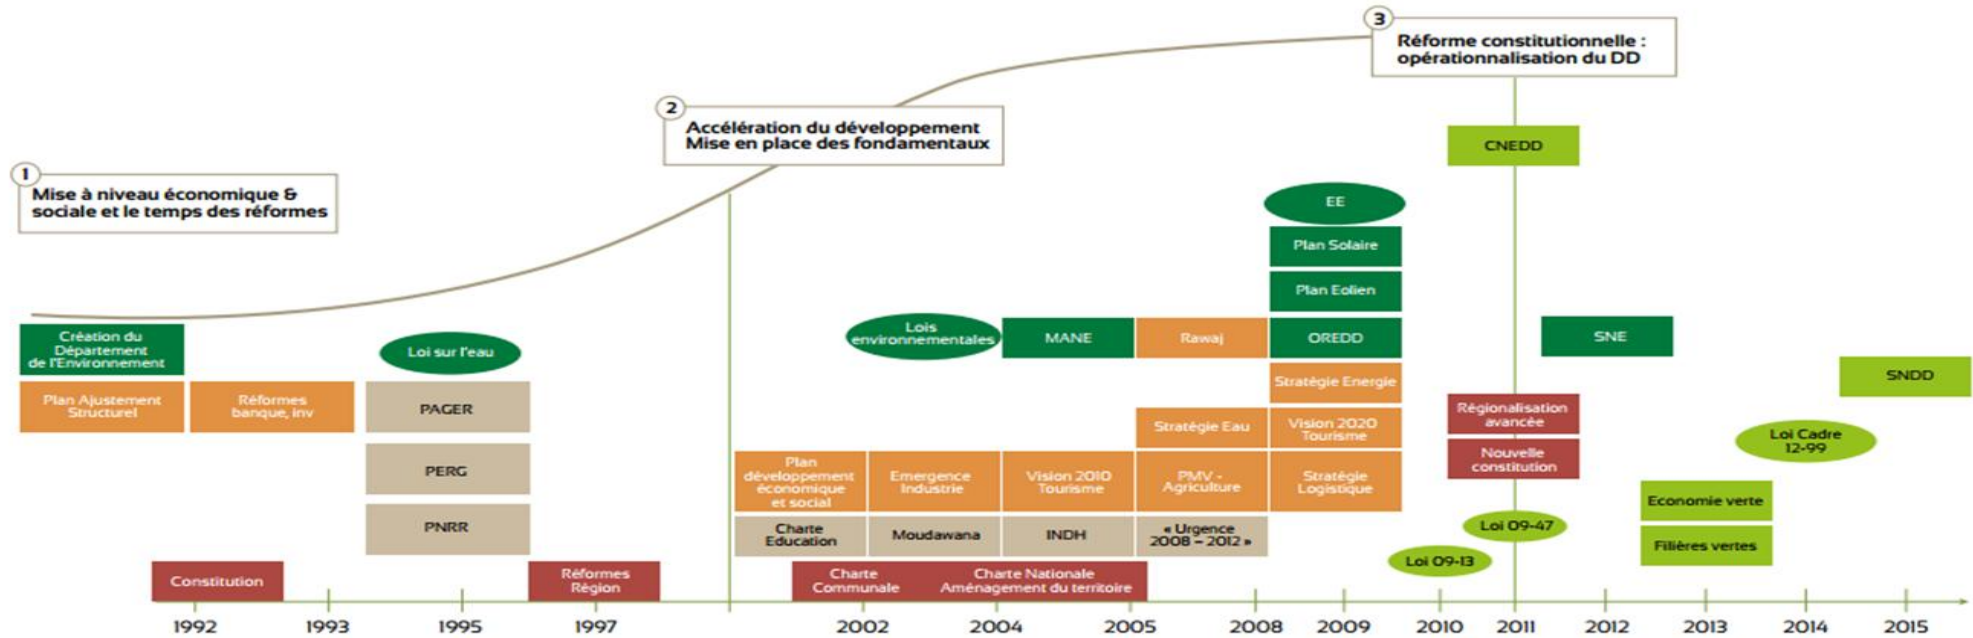 3
Réforme constitutionnelle :
opérationnalisation du DD
2
Accélération du développement
Mise en place des fondamentaux
1
Mise à niveau économique &
sociale et le temps des réformes
CNEDD
EE
Plan Solaire
Plan Eolien
Création du
Département
de l'Environnement
Loi sur l'eau
Lois
environnementales
MANE
Rawaj
OREDD
SNE
SNDD
Plan Ajustement
Structurel
Réformes
banque, inv
PAGER
Stratégie Energie
Régionalisation
avancée
Stratégie Eau
Vision 2020
Tourisme
Loi Cadre
12-99
PERG
Plan
développement
économique
et social
Emergence
Industrie
Vision 2010
Tourisme
PMV -
Agriculture
Stratégie
Logistique
Nouvelle
constitution
Economie verte
PNRR
Charte
Education
Moudawana
INDH
« Urgence
2008 – 2012 »
Loi 09-47
Filières vertes
Loi 09-13
Constitution
Réformes
Région
Charte
Communale
Charte Nationale
Aménagement du territoire
1992
1993
1995
1997
2002
2004
2005
2008
2009
2010
2011
2012
2013
2014
2015